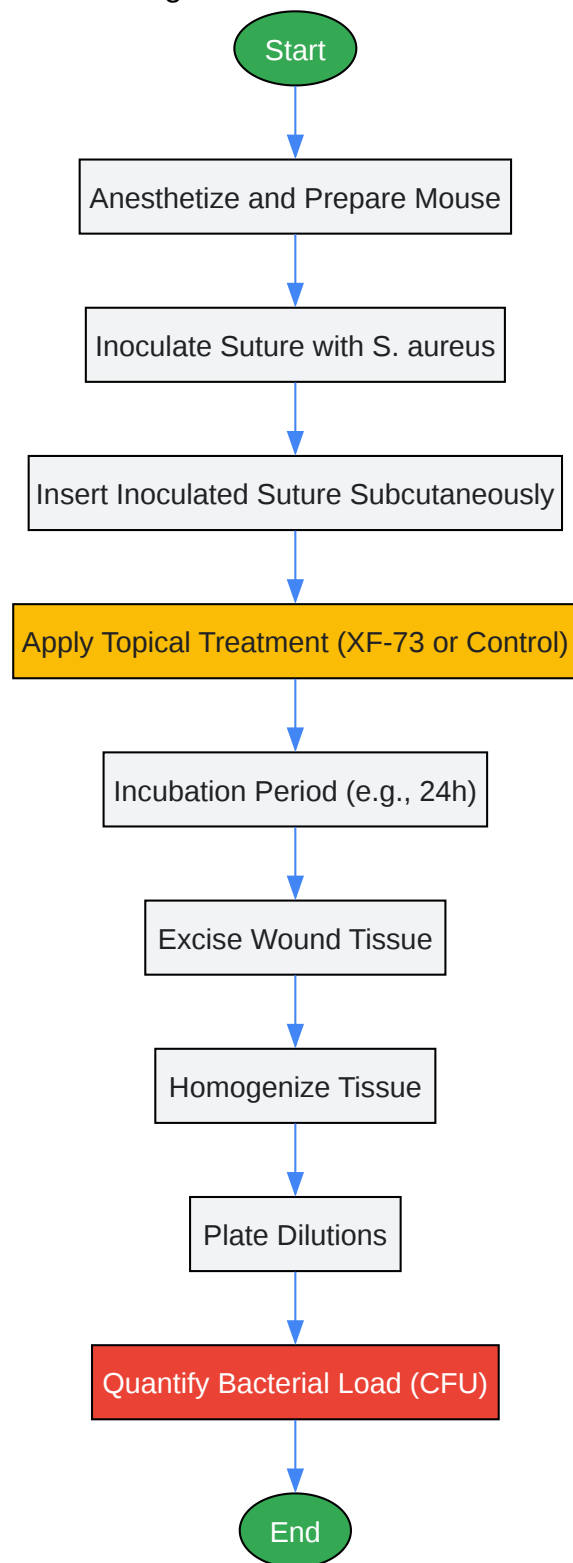 Start
Anesthetize and Prepare Mouse
Inoculate Suture with S. aureus
Insert Inoculated Suture Subcutaneously
Apply Topical Treatment (XF-73 or Control)
Incubation Period (e.g., 24h)
Excise Wound Tissue
Homogenize Tissue
Plate Dilutions
Quantify Bacterial Load (CFU)
End